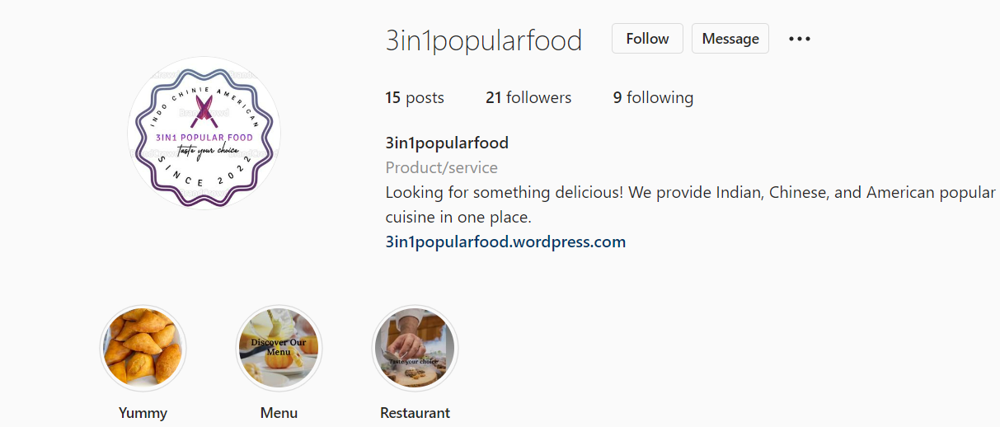 3in1popularfood
Follow
Message
15 posts
21 followers
9 following
INDO CHINIE AMERICAN
BrandCrowd
3IN1 POPULAR FOOD
taste your choice
SINCE 2022
3in1popularfood
Product/service
Looking for something delicious! We provide Indian, Chinese, and American popular
cuisine in one place.
3in1popularfood.wordpress.com
Discover Our
Menu
Taste your choice
Yummy
Menu
Restaurant